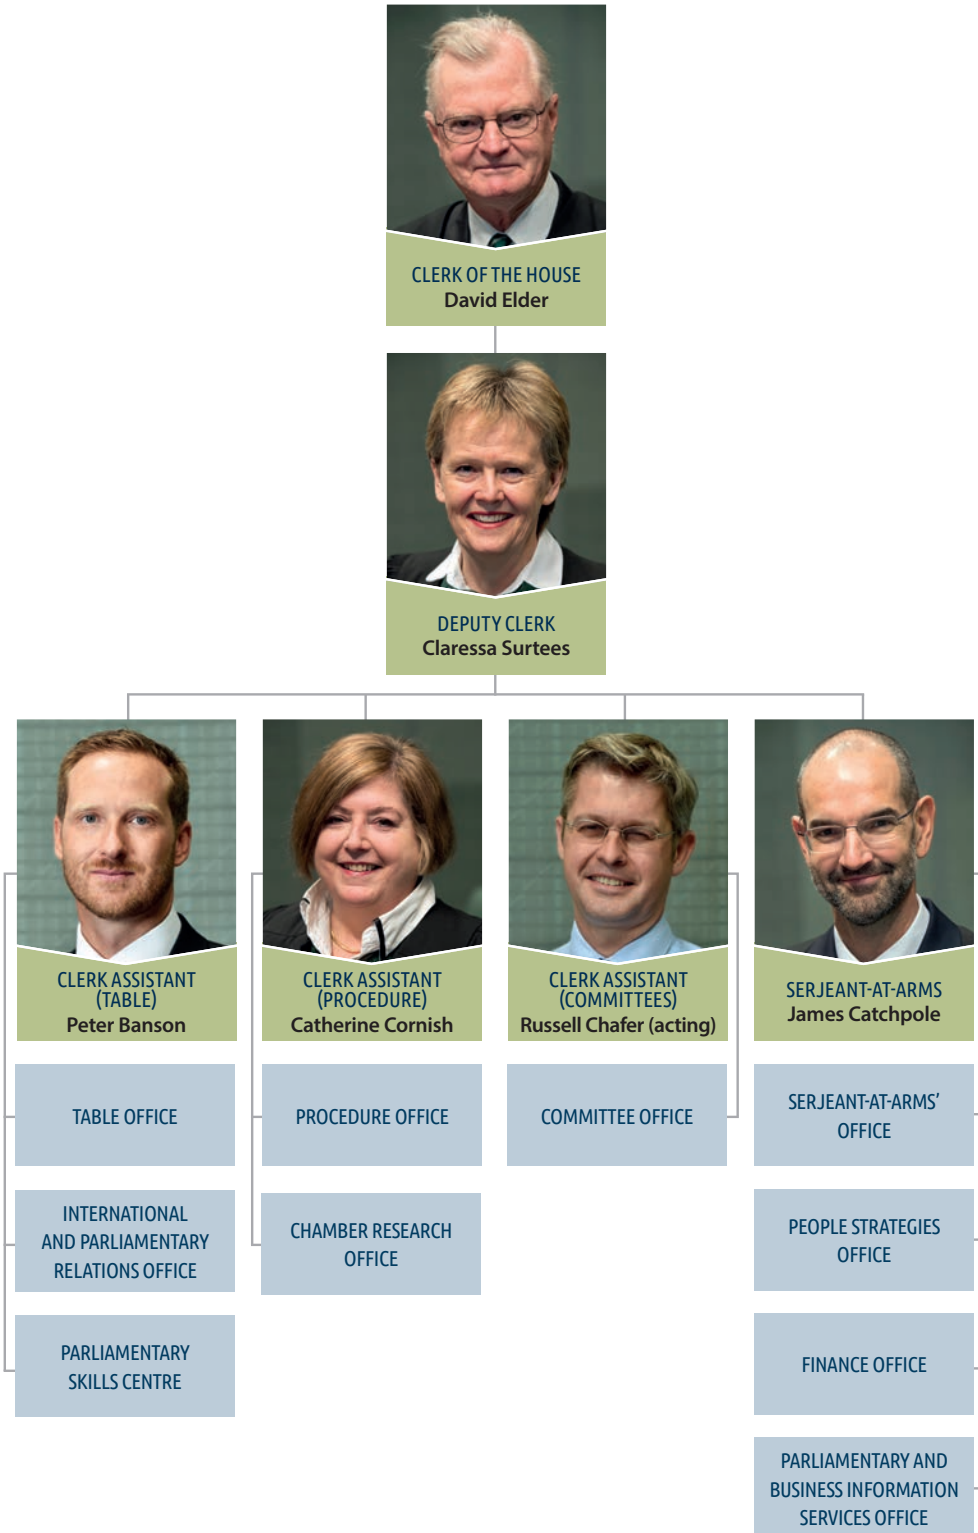 CLERK OF THE HOUSE
David Elder
DEPUTY CLERK
Claressa Surtees
CLERK ASSISTANT
(TABLE)
Peter Banson
CLERK ASSISTANT
(PROCEDURE)
Catherine Cornish
CLERK ASSISTANT
(COMMITTEES)
Russell Chafer (acting)
SERJEANT-AT-ARMS
James Catchpole
TABLE OFFICE
INTERNATIONAL
AND PARLIAMENTARY
RELATIONS OFFICE
PARLIAMENTARY
SKILLS CENTRE
PROCEDURE OFFICE
CHAMBER RESEARCH
OFFICE
COMMITTEE OFFICE
SERJEANT-AT-ARMS’
OFFICE
PEOPLE STRATEGIES
OFFICE
FINANCE OFFICE
PARLIAMENTARY AND
BUSINESS INFORMATION
SERVICES OFFICE